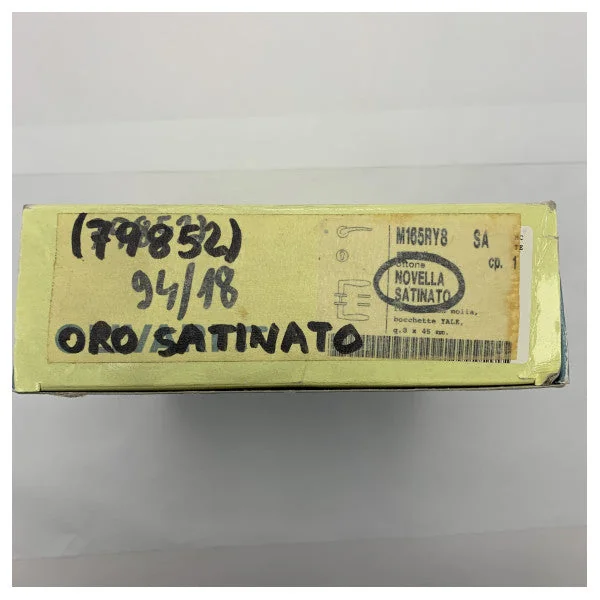 (79852)
94/18
ORO SATINATO
M165RY8 SA
cp. 1
NOVELLA
SATINATO
molla,
bocchette YALE,
q.8 x 45 mm.